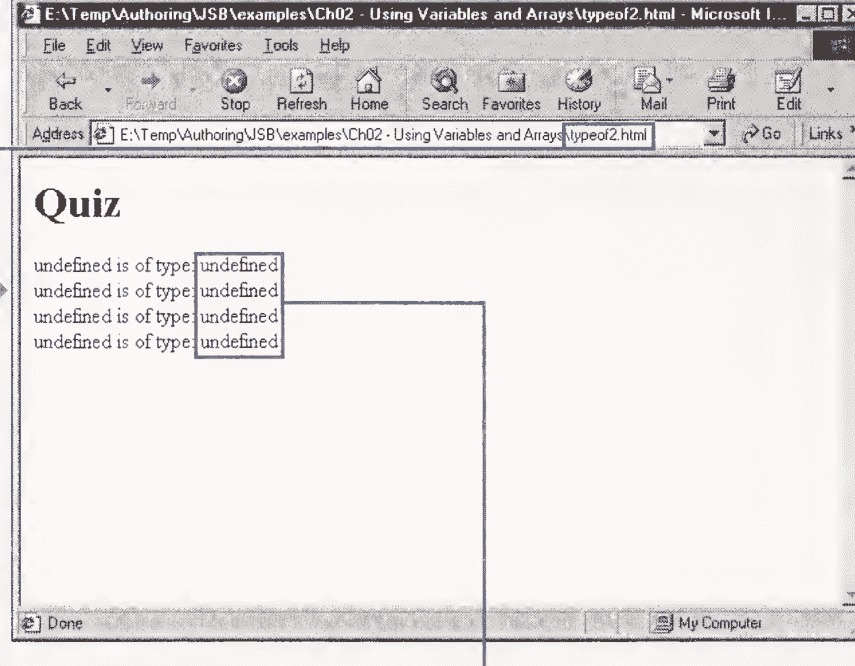 E:\Temp\Authoring\JSB\examples\Ch02 - Using Variables and Arrays\typeof2.html - Microsoft I...
File Edit View Favorites Tools Help
Back Forward Stop Refresh Home Search Favorites History Mail Print Edit
Address E:\Temp\Authoring\JSB\examples\Ch02 - Using Variables and Arrays\typeof2.html Go Links »
Quiz
undefined is of type: undefined
undefined is of type: undefined
undefined is of type: undefined
undefined is of type: undefined
Done My Computer